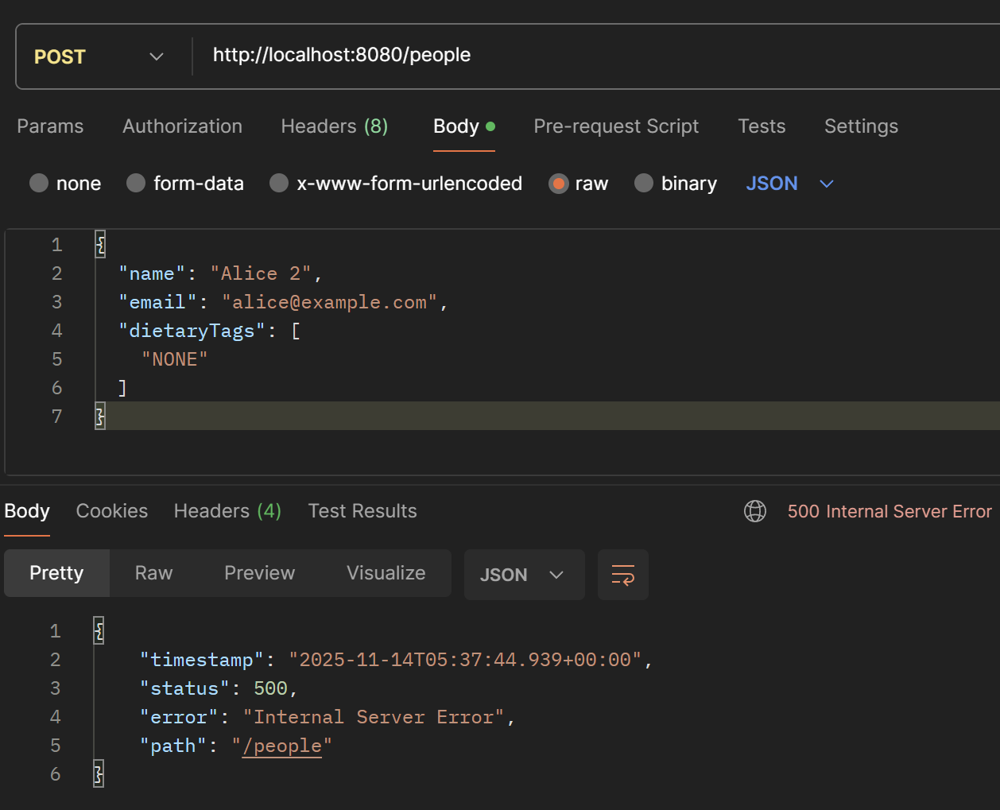 POST http://localhost:8080/people
Params Authorization Headers (8) Body Pre-request Script Tests Settings
none form-data x-www-form-urlencoded raw binary JSON
1 {
2 "name": "Alice 2",
3 "email": "alice@example.com",
4 "dietaryTags": [
5 "NONE"
6 ]
7 }
Body Cookies Headers (4) Test Results 500 Internal Server Error
Pretty Raw Preview Visualize JSON
1 {
2 "timestamp": "2025-11-14T05:37:44.939+00:00",
3 "status": 500,
4 "error": "Internal Server Error",
5 "path": "/people"
6 }